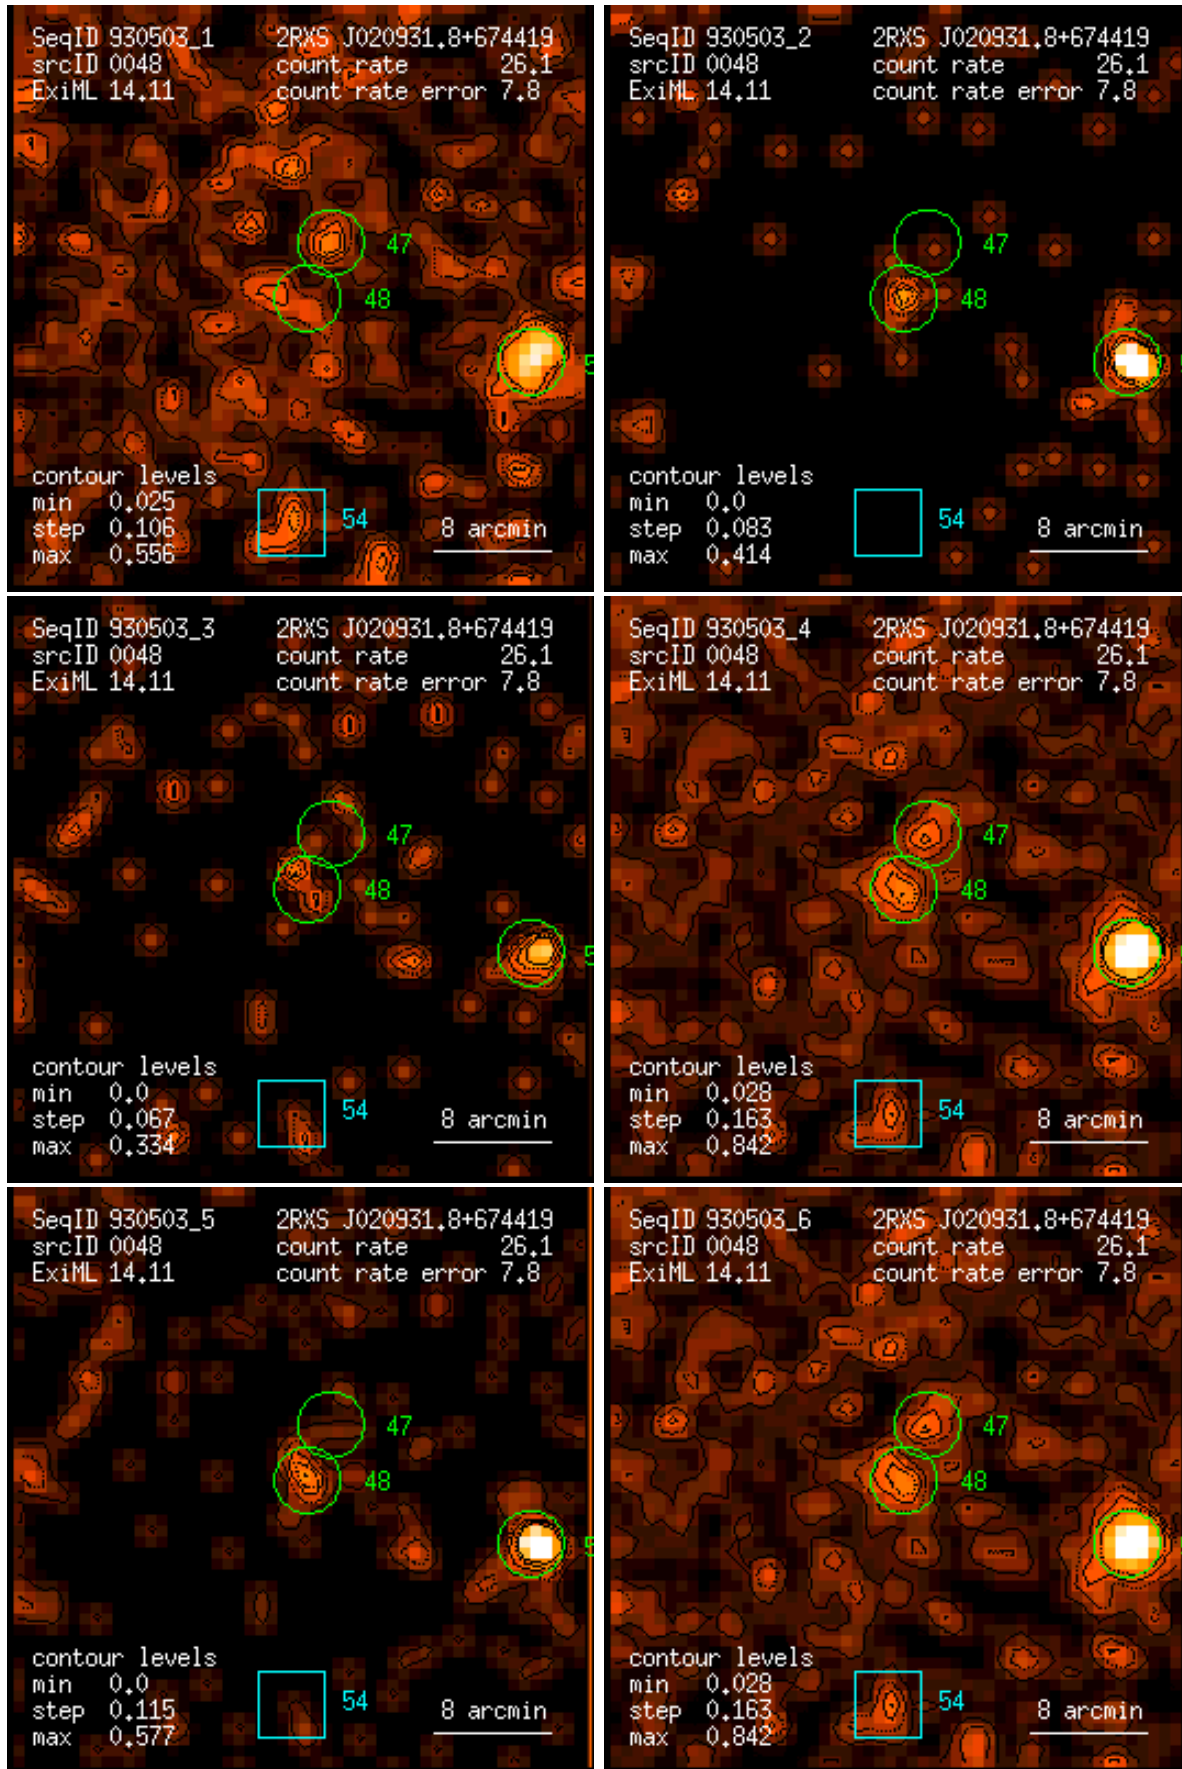 SeqID 930503_1 2RXS J020931.8+674419
srcID 0048 count rate 26.1
ExiML 14.11 count rate error 7.8
47
48
5
contour levels
min 0.025
step 0.106
max 0.556
54
8 arcmin
SeqID 930503_2 2RXS J020931.8+674419
srcID 0048 count rate 26.1
ExiML 14.11 count rate error 7.8
47
48
contour levels
min 0.0
step 0.083
max 0.414
54
8 arcmin
SeqID 930503_3 2RXS J020931.8+674419
srcID 0048 count rate 26.1
ExiML 14.11 count rate error 7.8
47
48
5
contour levels
min 0.0
step 0.067
max 0.334
54
8 arcmin
SeqID 930503_4 2RXS J020931.8+674419
srcID 0048 count rate 26.1
ExiML 14.11 count rate error 7.8
47
48
contour levels
min 0.028
step 0.163
max 0.842
54
8 arcmin
SeqID 930503_5 2RXS J020931.8+674419
srcID 0048 count rate 26.1
ExiML 14.11 count rate error 7.8
47
48
5
contour levels
min 0.0
step 0.115
max 0.577
54
8 arcmin
SeqID 930503_6 2RXS J020931.8+674419
srcID 0048 count rate 26.1
ExiML 14.11 count rate error 7.8
47
48
contour levels
min 0.028
step 0.163
max 0.842
54
8 arcmin